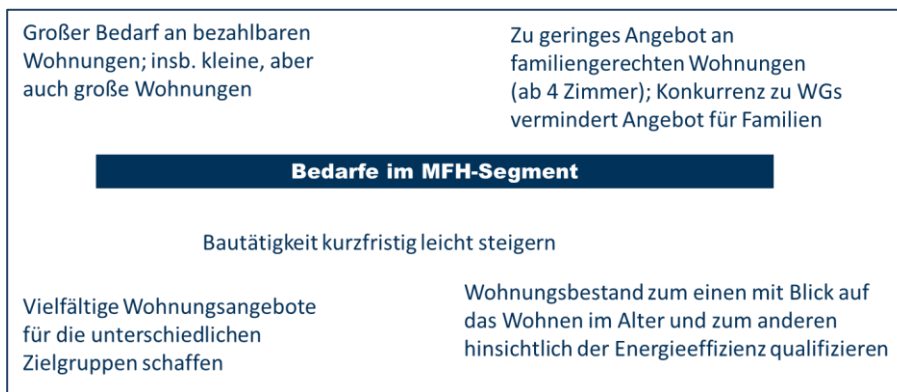 Großer Bedarf an bezahlbaren
Wohnungen; insb. kleine, aber
auch große Wohnungen
Zu geringes Angebot an
familiengerechten Wohnungen
(ab 4 Zimmer); Konkurrenz zu WGs
vermindert Angebot für Familien
Bedarfe im MFH-Segment
Bautätigkeit kurzfristig leicht steigern
Vielfältige Wohnungsangebote
für die unterschiedlichen
Zielgruppen schaffen
Wohnungsbestand zum einen mit Blick auf
das Wohnen im Alter und zum anderen
hinsichtlich der Energieeffizienz qualifizieren